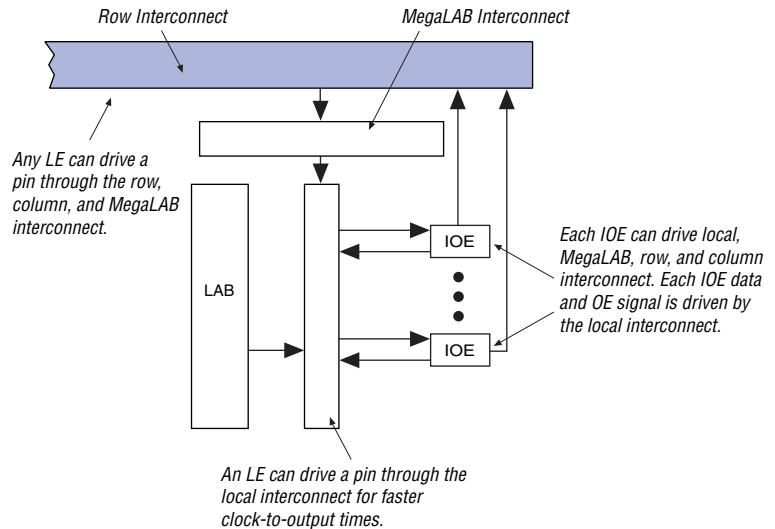 Row Interconnect
MegaLAB Interconnect
Any LE can drive a
pin through the row,
column, and MegaLAB
interconnect.
LAB
IOE
IOE
Each IOE can drive local,
MegaLAB, row, and column
interconnect. Each IOE data
and OE signal is driven by
the local interconnect.
An LE can drive a pin through the
local interconnect for faster
clock-to-output times.